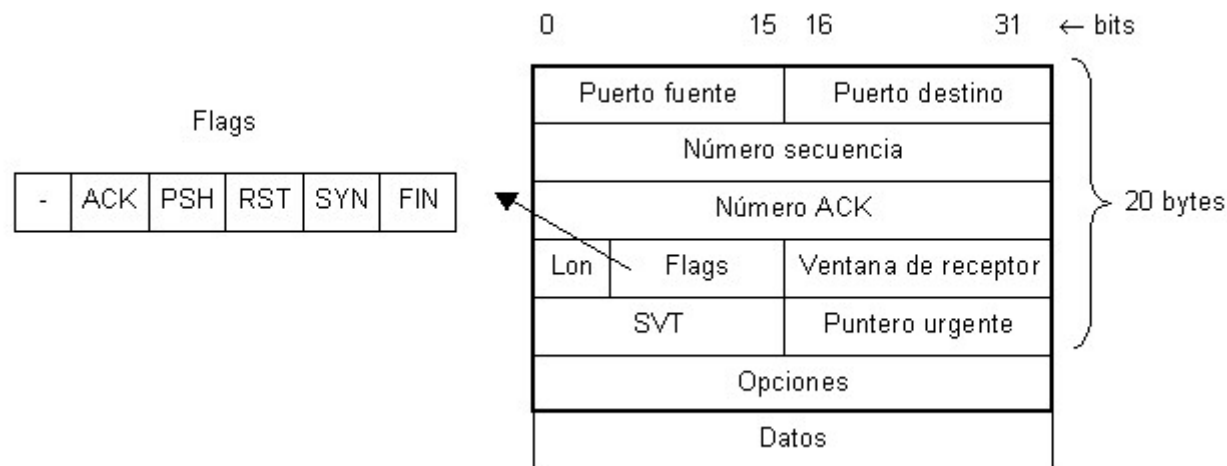 0 15 16 31 ← bits
Puerto fuente Puerto destino
Flags
Número secuencia
- ACK PSH RST SYN FIN
Número ACK
20 bytes
Lon Flags Ventana de receptor
SVT Puntero urgente
Opciones
Datos